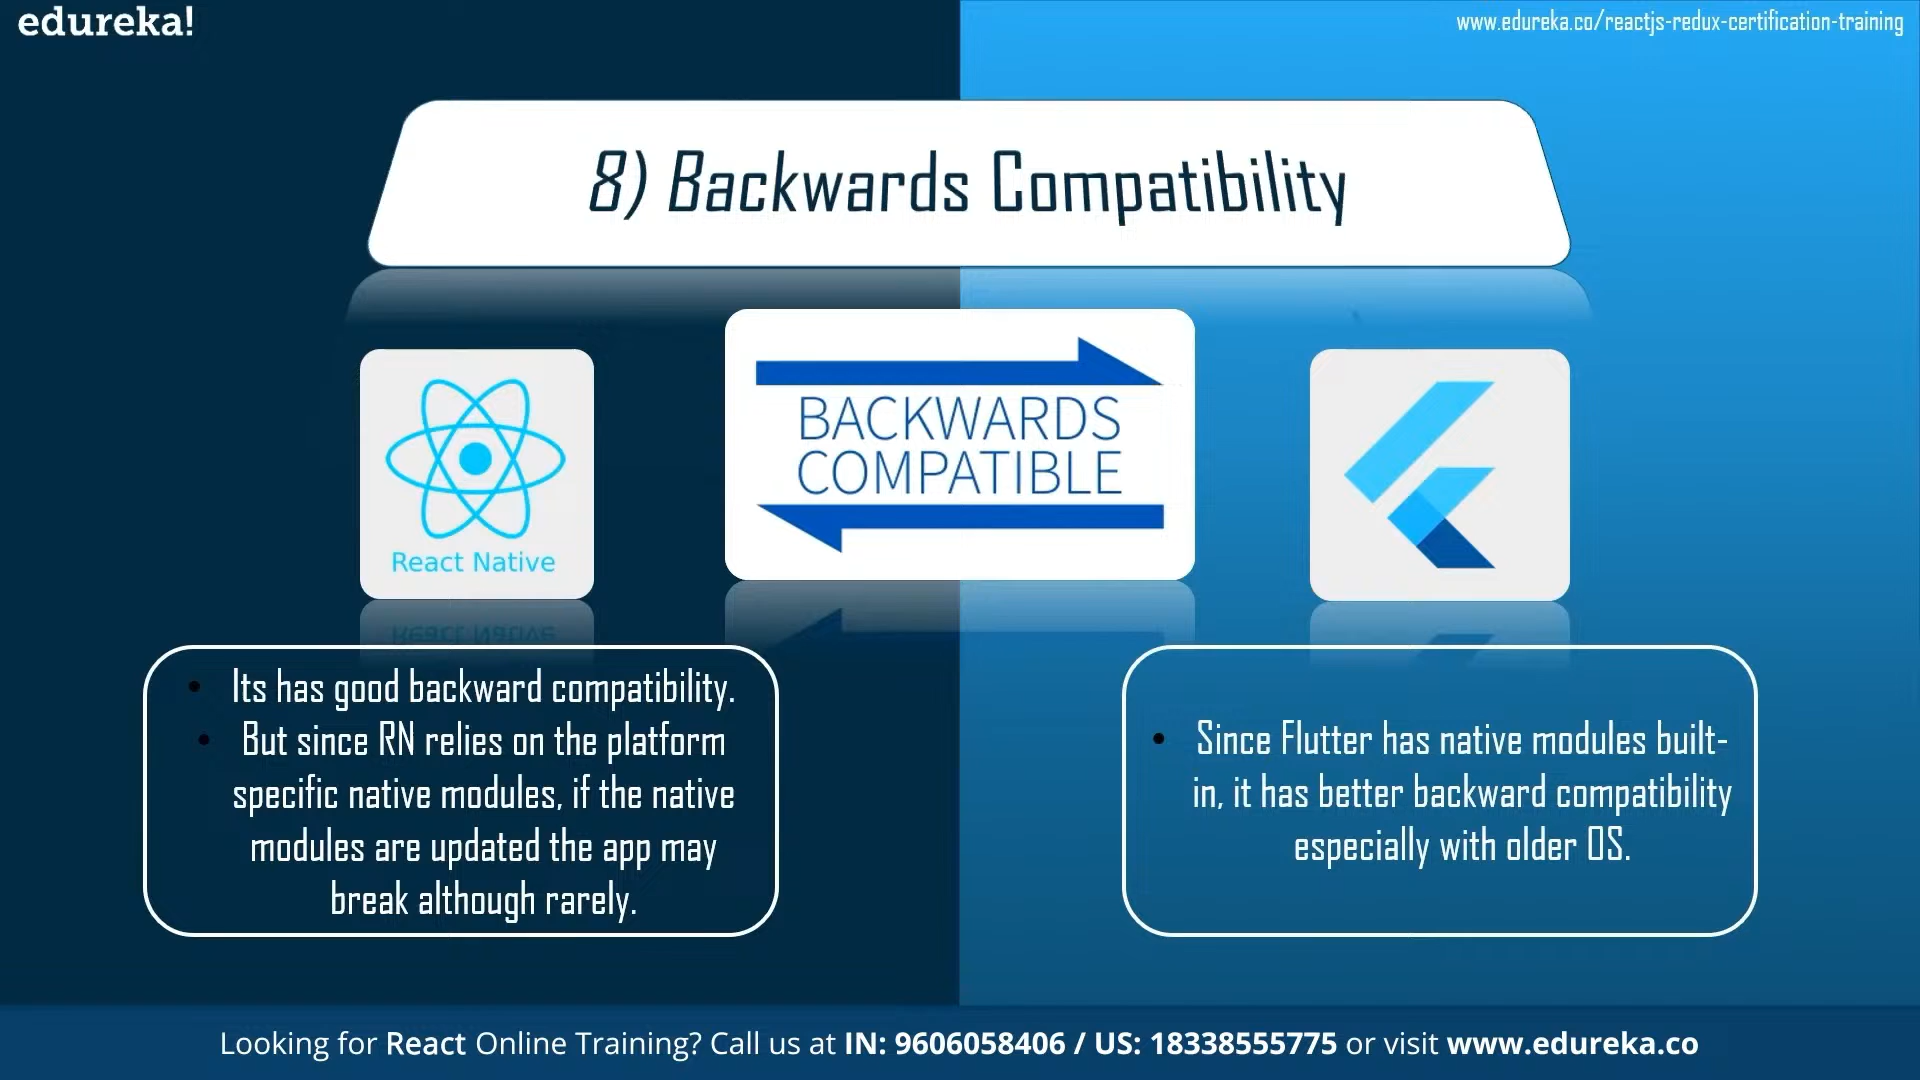 edureka!
www.edureka.co/reactjs-redux-certification-training
8) Backwards Compatibility
BACKWARDS
COMPATIBLE
React Native
• Its has good backward compatibility.
• But since RN relies on the platform
specific native modules, if the native
modules are updated the app may
break although rarely.
• Since Flutter has native modules built-
in, it has better backward compatibility
especially with older OS.
Looking for React Online Training? Call us at IN: 9606058406 / US: 18338555775 or visit www.edureka.co